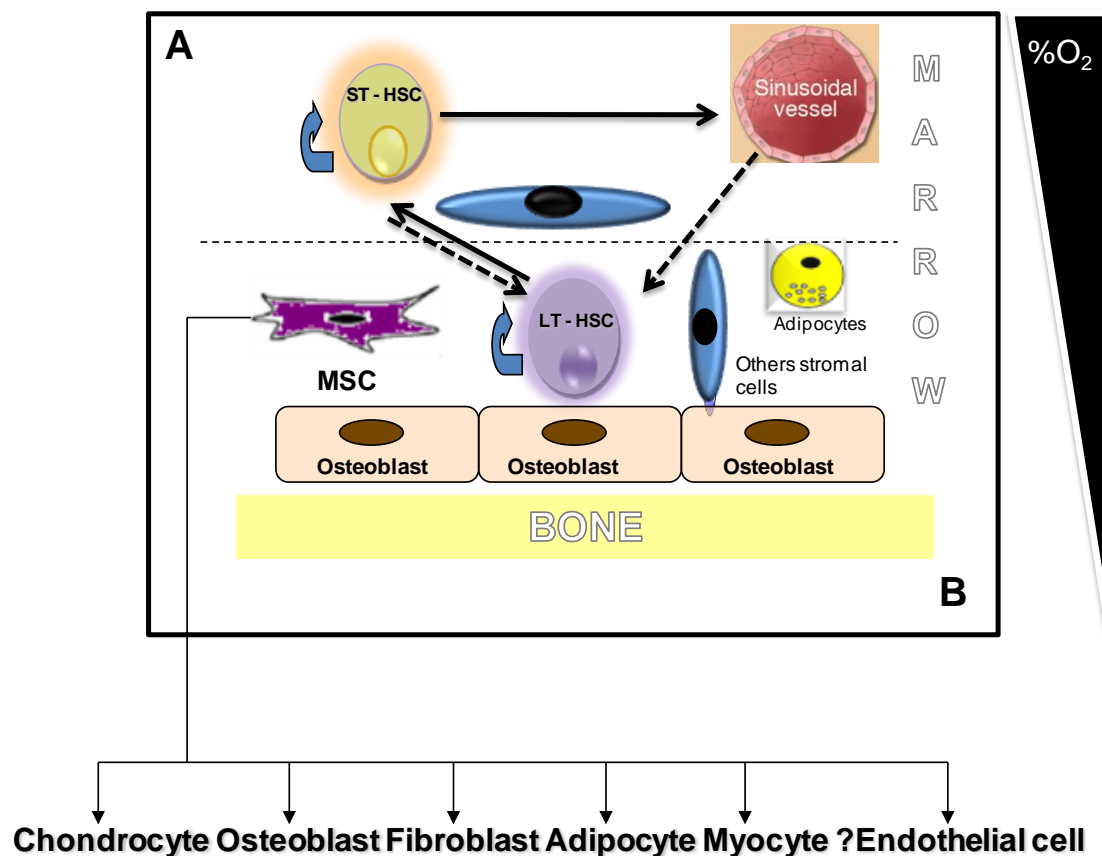 A
%O₂
ST - HSC
Sinusoidal
vessel
MARROW
LT - HSC
Adipocytes
MSC
Others stromal
cells
Osteoblast Osteoblast Osteoblast
BONE
B
Chondrocyte Osteoblast Fibroblast Adipocyte Myocyte ?Endothelial cell